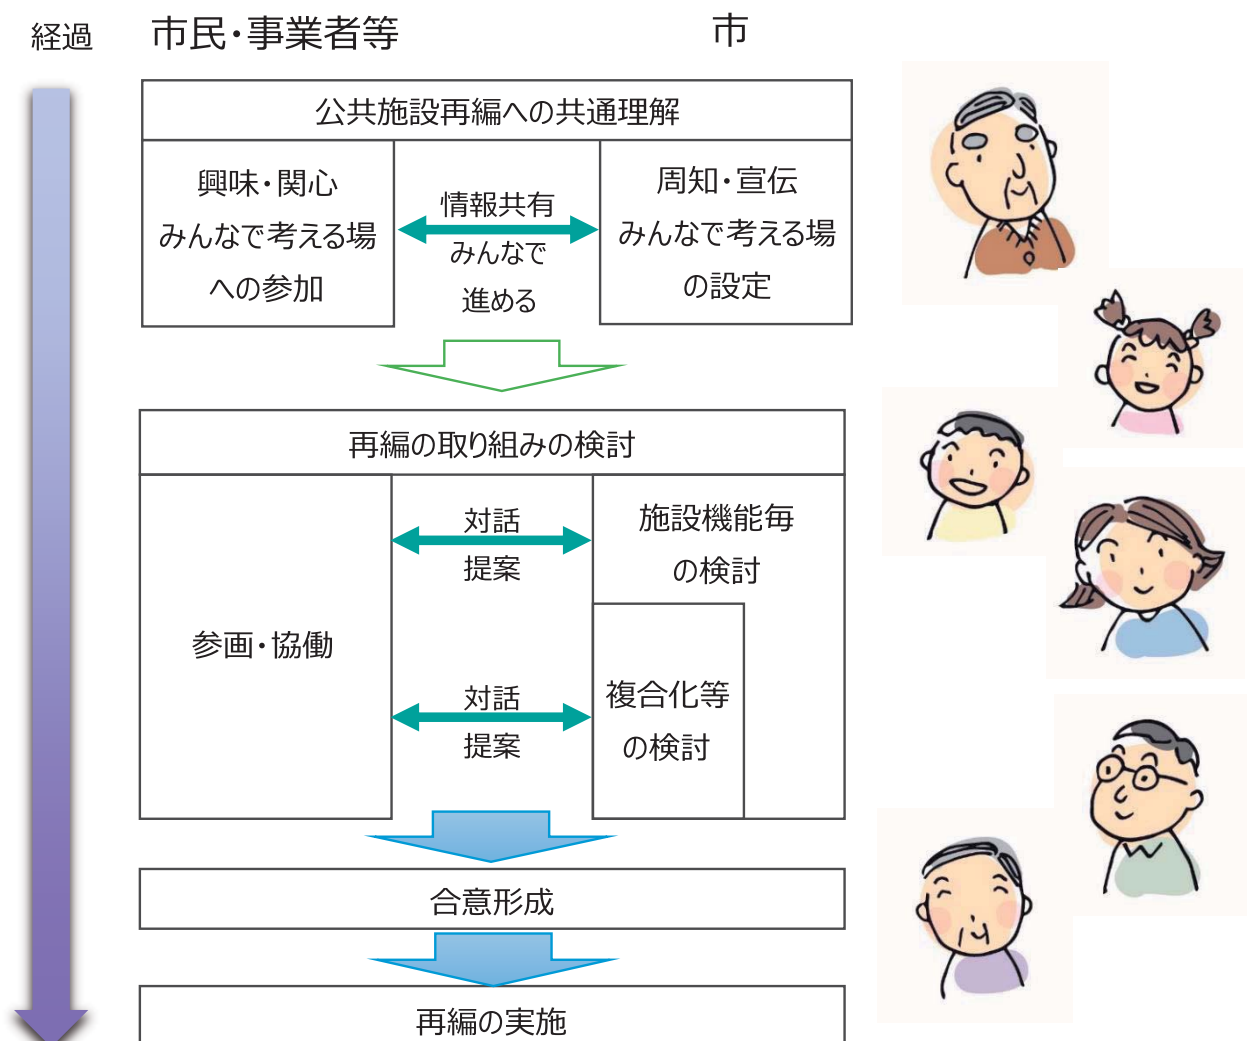 経過
市民・事業者等
市
公共施設再編への共通理解
興味・関心
みんなで考える場
への参加
情報共有
みんなで
進める
周知・宣伝
みんなで考える場
の設定
再編の取り組みの検討
参画・協働
対話
提案
施設機能毎
の検討
対話
提案
複合化等
の検討
合意形成
再編の実施